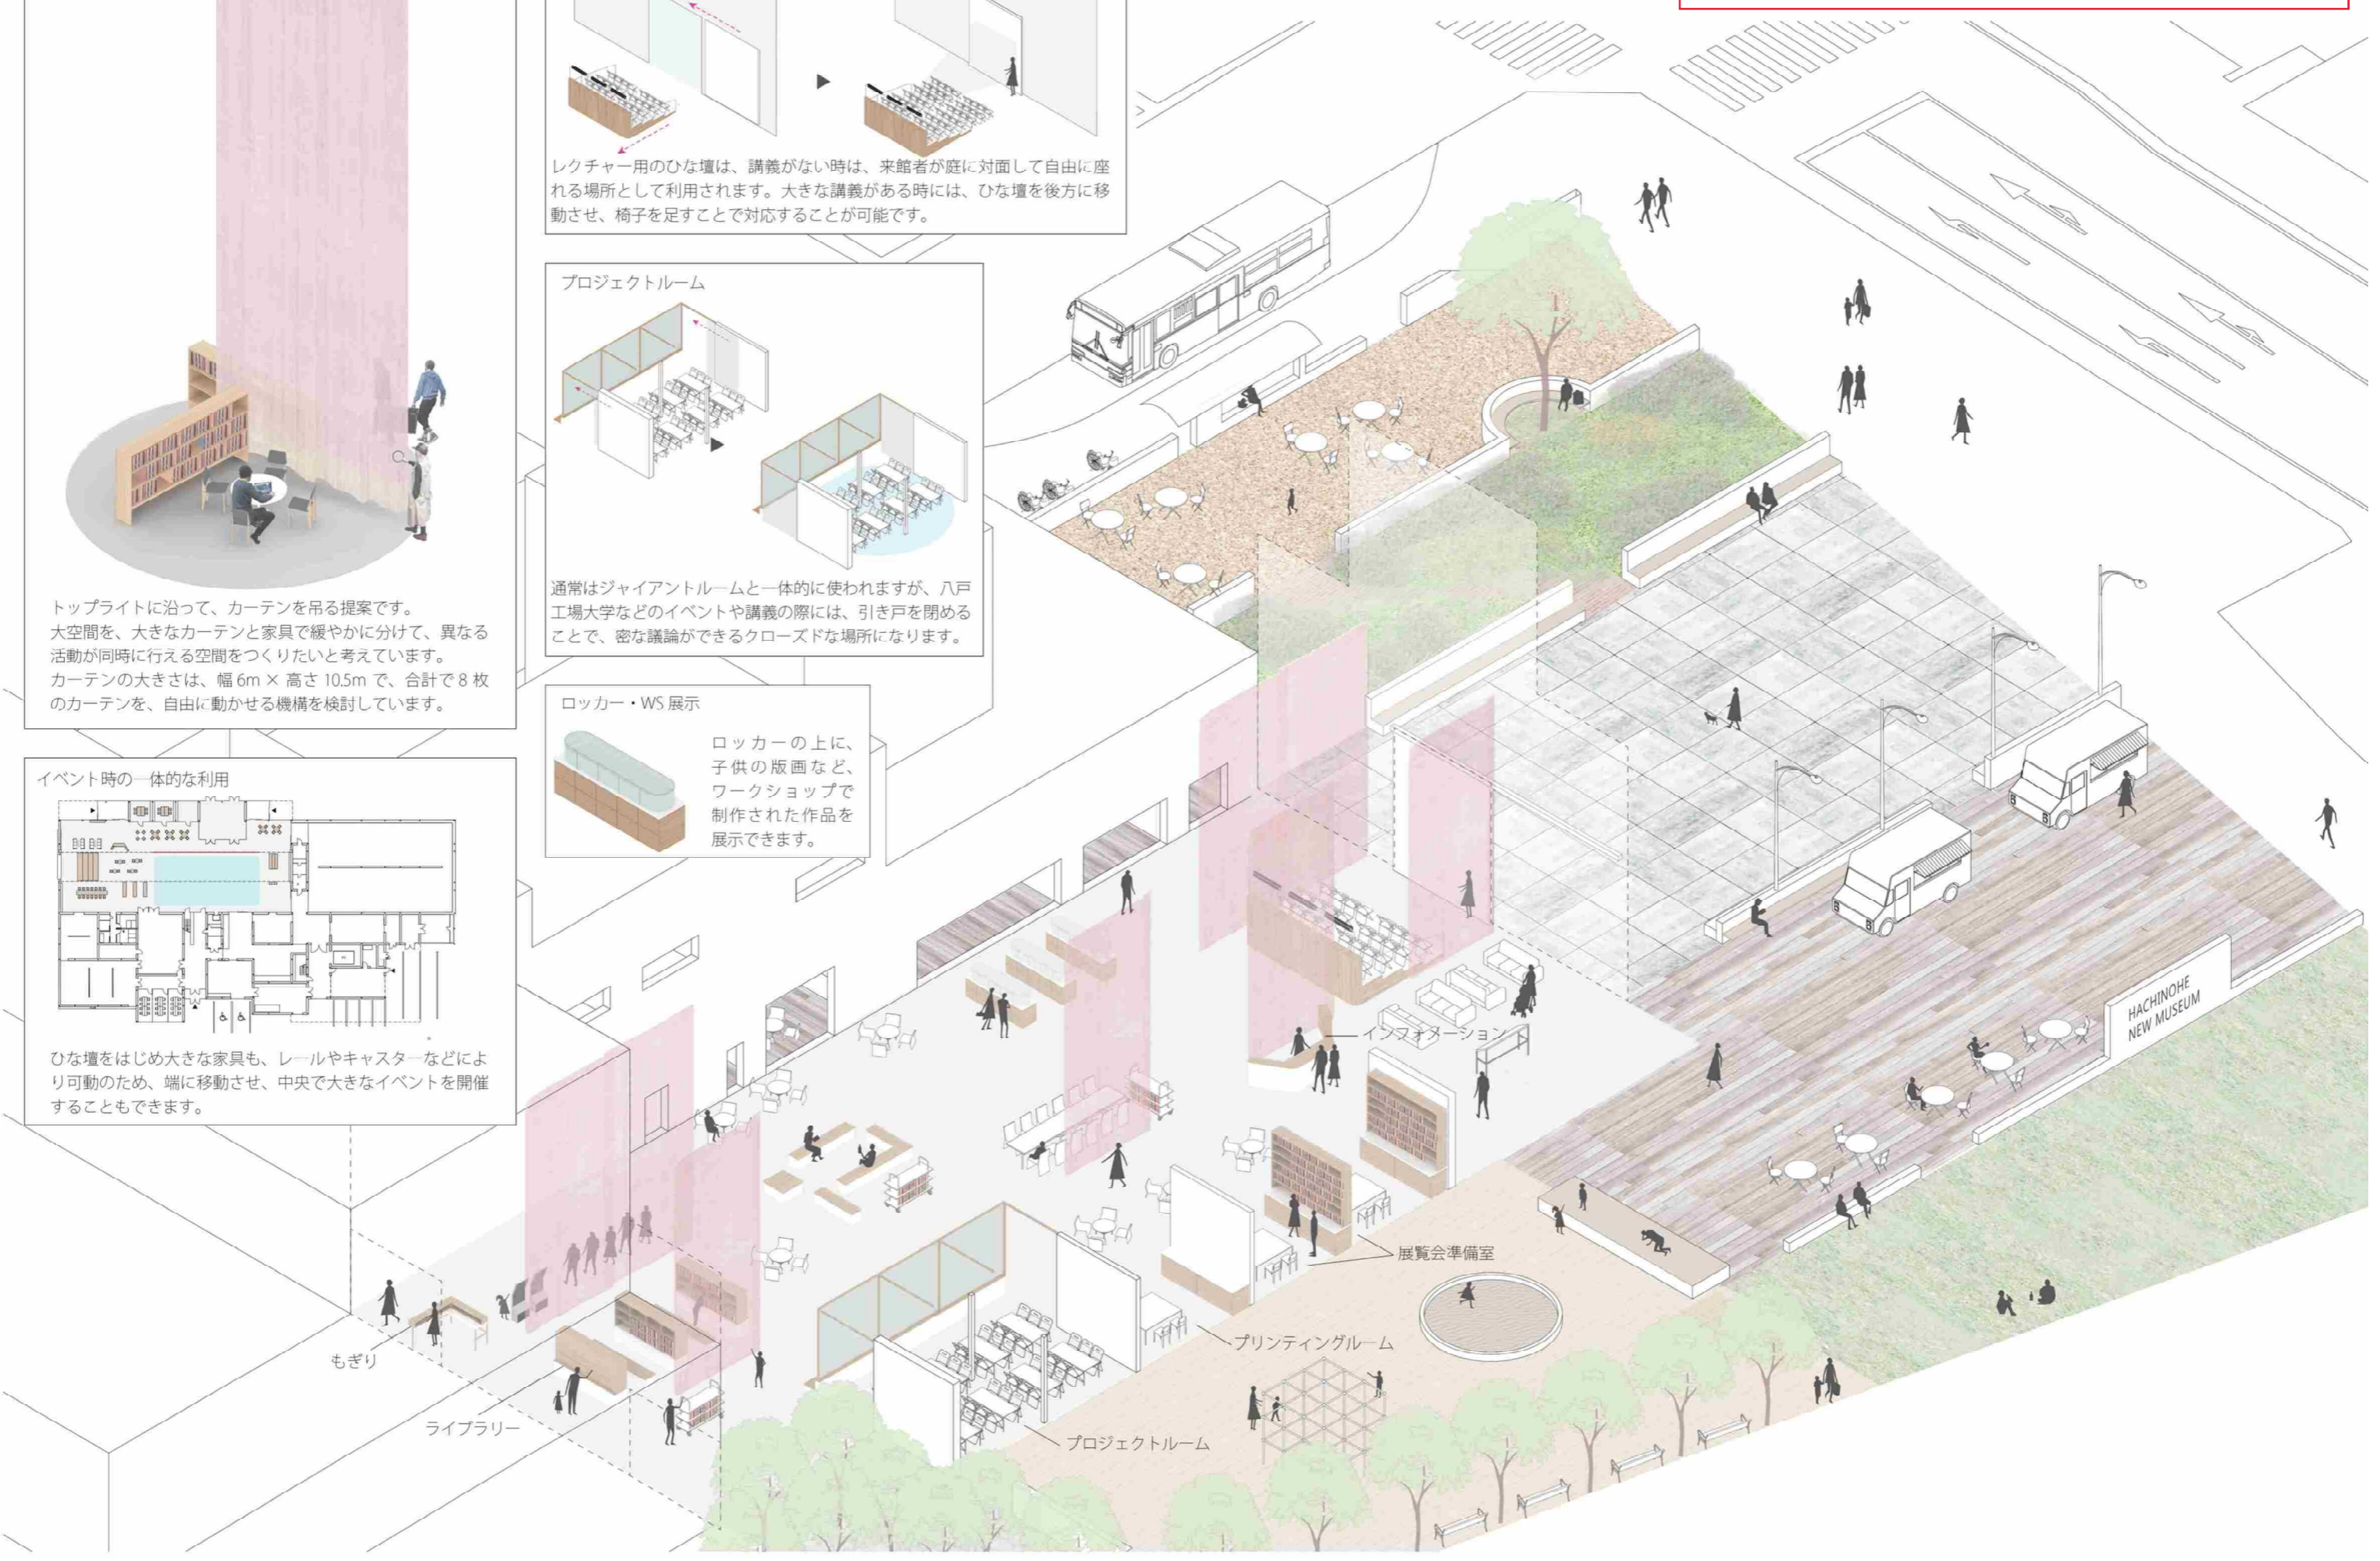 レクチャー用のひな壇は、講義がない時は、来館者が庭に対面して自由に座
れる場所として利用されます。大きな講義がある時には、ひな壇を後方に移
動させ、椅子を足すことで対応することが可能です。
プロジェクトルーム
通常はジャイアントルームと一体的に使われますが、八戸
工場大学などのイベントや講義の際には、引き戸を閉める
ことで、密な議論ができるクローズドな場所になります。
トップライトに沿って、カーテンを吊る提案です。
大空間を、大きなカーテンと家具で緩やかに分けて、異なる
活動が同時に行える空間をつくりたいと考えています。
カーテンの大きさは、幅6m × 高さ 10.5m で、合計で 8 枚
のカーテンを、自由に動かせる機構を検討しています。
ロッカー・WS 展示
ロッカーの上に、
子供の版画など、
ワークショップで
制作された作品を
展示できます。
イベント時の一体的な利用
ひな壇をはじめ大きな家具も、レールやキャスターなどによ
り可動のため、端に移動させ、中央で大きなイベントを開催
することもできます。
HACHINOHE
NEW MUSEUM
インフォメーション
展覧会準備室
プリンティングルーム
もぎり
ライブラリー
プロジェクトルーム